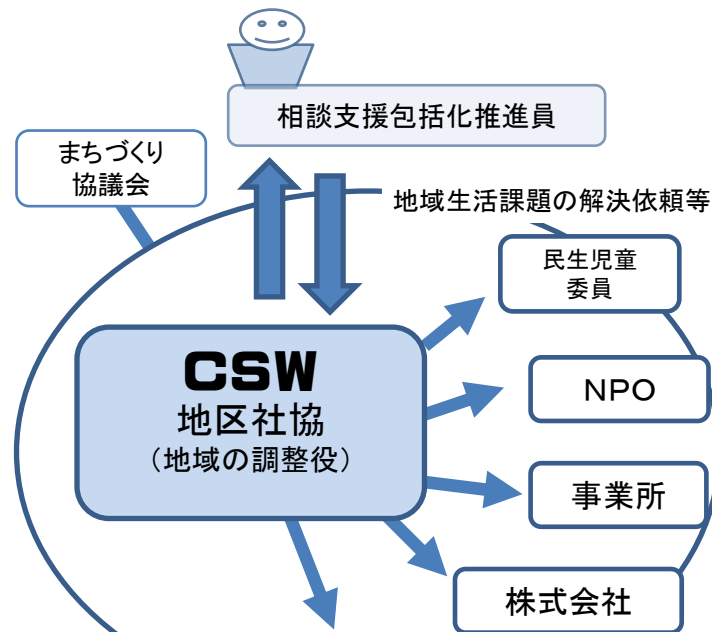 相談支援包括化推進員
まちづくり
協議会
地域生活課題の解決依頼等
民生児童
委員
CSW
地区社協
（地域の調整役）
NPO
事業所
株式会社